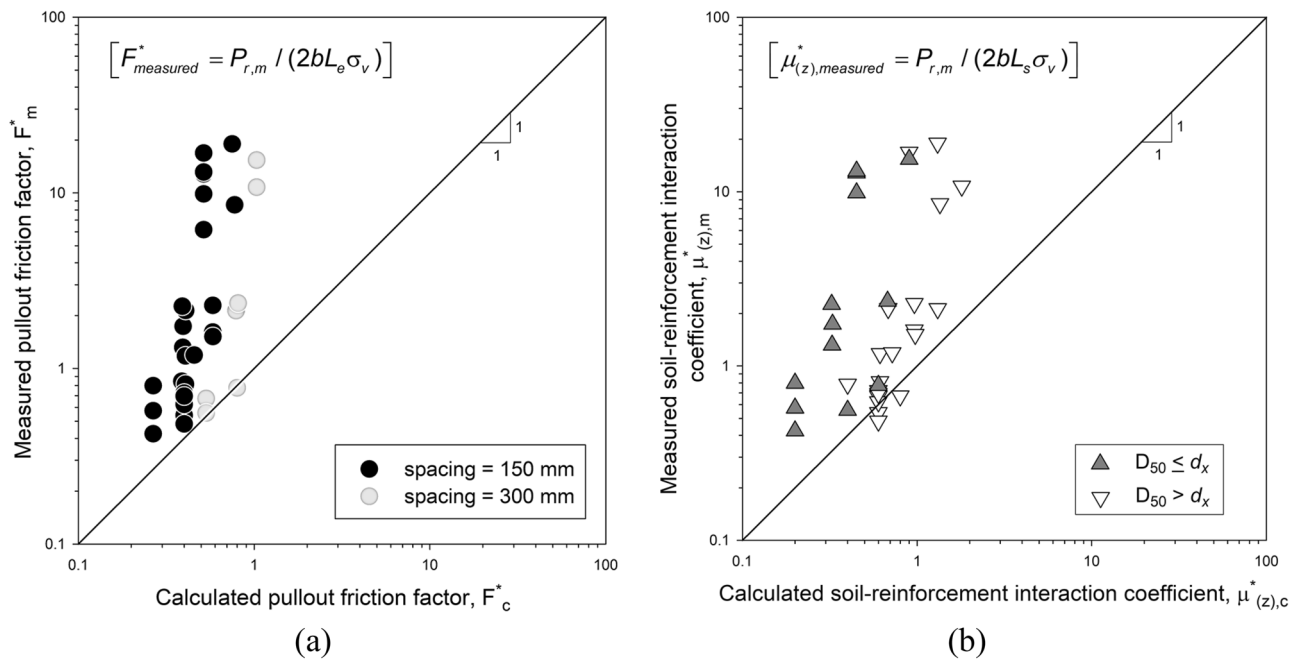 [F*measured = Pr,m / (2bLeσv)]
Measured pullout friction factor, F*m
100
10
1
0.1
1
1
spacing = 150 mm
spacing = 300 mm
0.1
1
10
100
Calculated pullout friction factor, F*c
(a)
[μ*(z),measured = Pr,m / (2bLsσv)]
Measured soil-reinforcement interaction
coefficient, μ*(z),m
100
10
1
0.1
1
1
D50 ≤ dx
D50 > dx
0.1
1
10
100
Calculated soil-reinforcement interaction coefficient, μ*(z),c
(b)